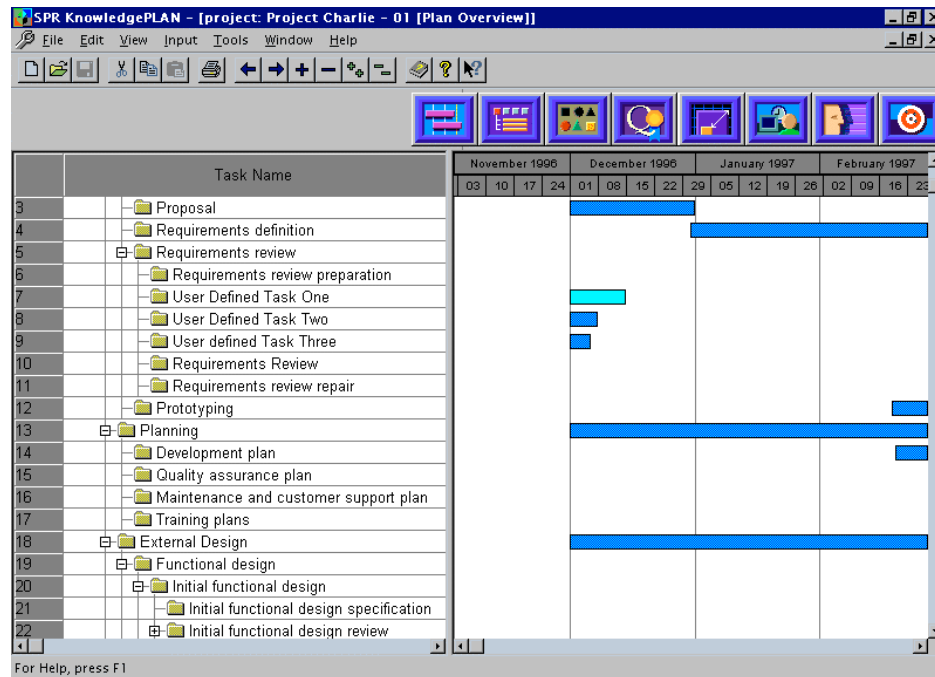 SPR KnowledgePLAN - [project: Project Charlie - 01 [Plan Overview]]
File Edit View Input Tools Window Help
Task Name
November 1996 December 1996 January 1997 February 1997
03 10 17 24 01 08 15 22 29 05 12 19 26 02 09 16 23
3 Proposal
4 Requirements definition
5 Requirements review
6 Requirements review preparation
7 User Defined Task One
8 User Defined Task Two
9 User defined Task Three
10 Requirements Review
11 Requirements review repair
12 Prototyping
13 Planning
14 Development plan
15 Quality assurance plan
16 Maintenance and customer support plan
17 Training plans
18 External Design
19 Functional design
20 Initial functional design
21 Initial functional design specification
22 Initial functional design review
For Help, press F1